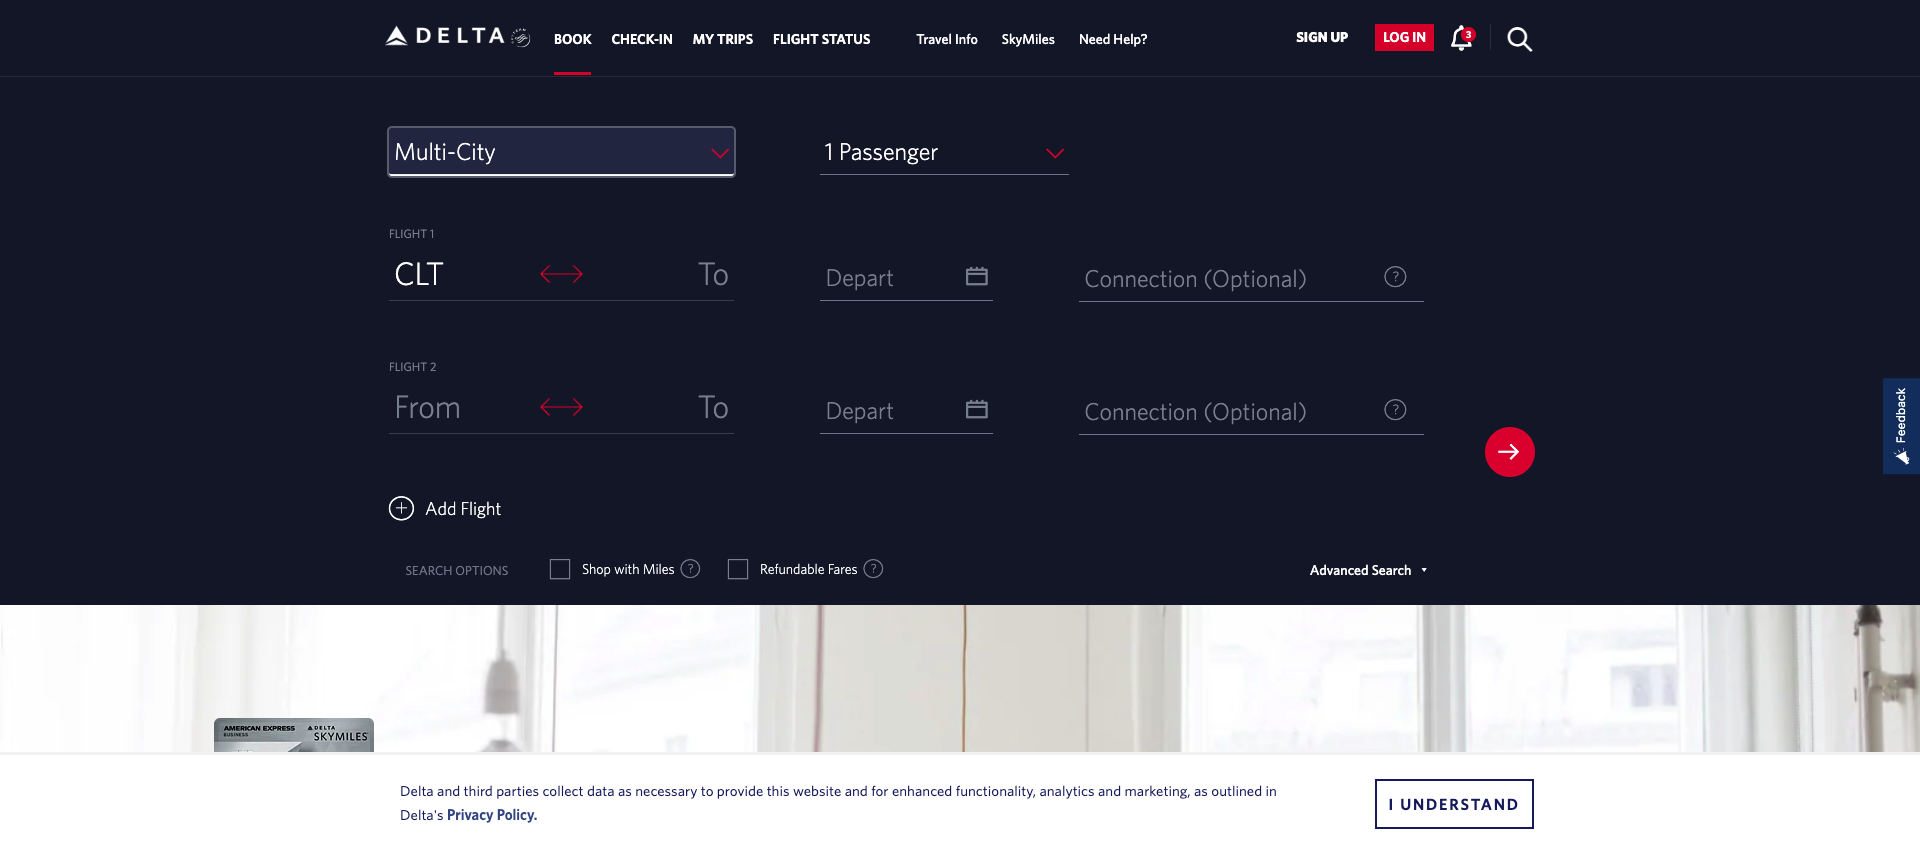 DELTA BOOK CHECK-IN MY TRIPS FLIGHT STATUS Travel Info SkyMiles Need Help? SIGN UP LOG IN 3
Multi-City 1 Passenger
FLIGHT 1
CLT To Depart Connection (Optional) ?
FLIGHT 2
From To Depart Connection (Optional) ?
Feedback
Add Flight
SEARCH OPTIONS Shop with Miles ? Refundable Fares ? Advanced Search
AMERICAN EXPRESS DELTA
BUSINESS SKYMILES
Delta and third parties collect data as necessary to provide this website and for enhanced functionality, analytics and marketing, as outlined in
Delta's Privacy Policy.
I UNDERSTAND